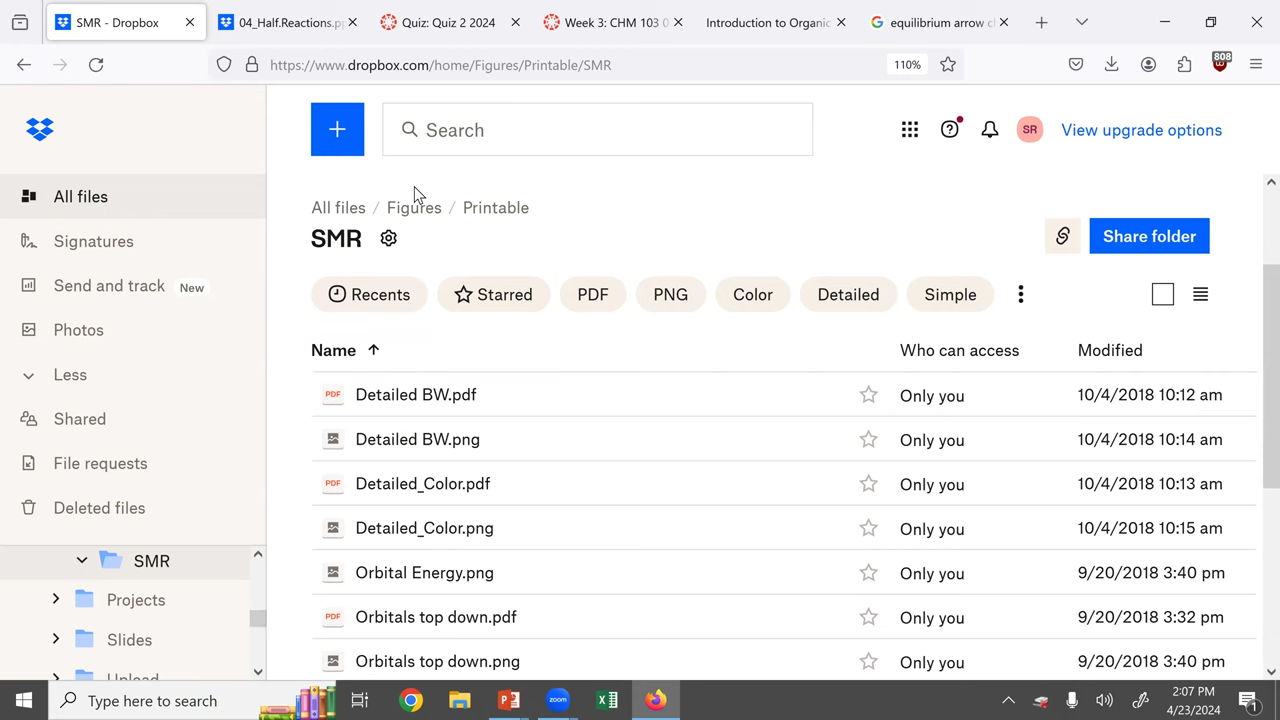 SMR - Dropbox
04_Half.Reactions.pp
Quiz: Quiz 2 2024
Week 3: CHM 103 0
Introduction to Organic
equilibrium arrow c
https://www.dropbox.com/home/Figures/Printable/SMR
110%
808
Search
SR
View upgrade options
All files
Signatures
Send and track New
Photos
Less
Shared
File requests
Deleted files
SMR
Projects
Slides
Upload
All files / Figures / Printable
SMR
Share folder
Recents
Starred
PDF
PNG
Color
Detailed
Simple
Name
Who can access
Modified
PDF Detailed BW.pdf Only you 10/4/2018 10:12 am
Detailed BW.png Only you 10/4/2018 10:14 am
PDF Detailed_Color.pdf Only you 10/4/2018 10:13 am
Detailed_Color.png Only you 10/4/2018 10:15 am
Orbital Energy.png Only you 9/20/2018 3:40 pm
PDF Orbitals top down.pdf Only you 9/20/2018 3:32 pm
Orbitals top down.png Only you 9/20/2018 3:40 pm
Type here to search
zoom
2:07 PM
4/23/2024
1